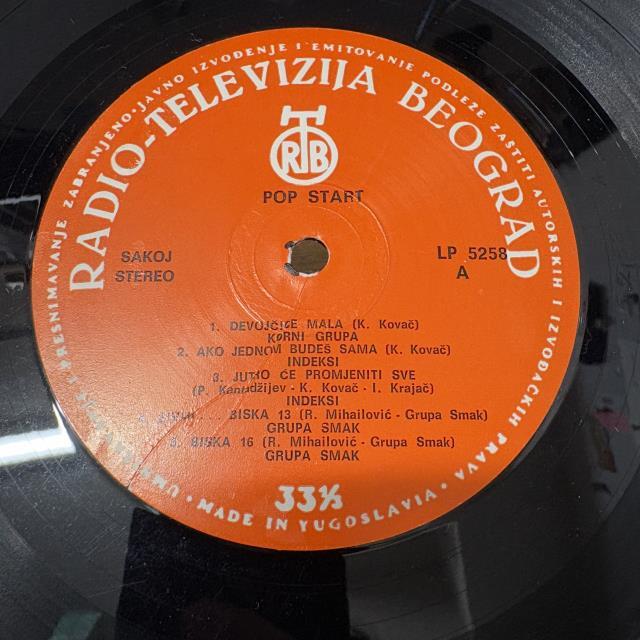 PRESNIMAVANJE ZABRANJENO·JAVNO IZVOĐENJE I EMITOVANJE PODLEŽE ZAŠTITI AUTORSKIH I IZVOĐAČKIH PRAVA
RADIO-TELEVIZIJA BEOGRAD
RTB
POP START
SAKOJ
STEREO
LP 5258
A
1. DEVOJČICE MALA (K. Kovač)
KORNI GRUPA
2. AKO JEDNOM BUDEŠ SAMA (K. Kovač)
INDEKSI
3. JUTRO ĆE PROMJENITI SVE
K. Kovač - I. Krajač)
INDEKSI
BISKA 13 (R. Mihailović - Grupa Smak)
GRUPA SMAK
5. BISKA 16 (R. Mihailović - Grupa Smak)
GRUPA SMAK
33⅓
· MADE IN YUGOSLAVIA ·